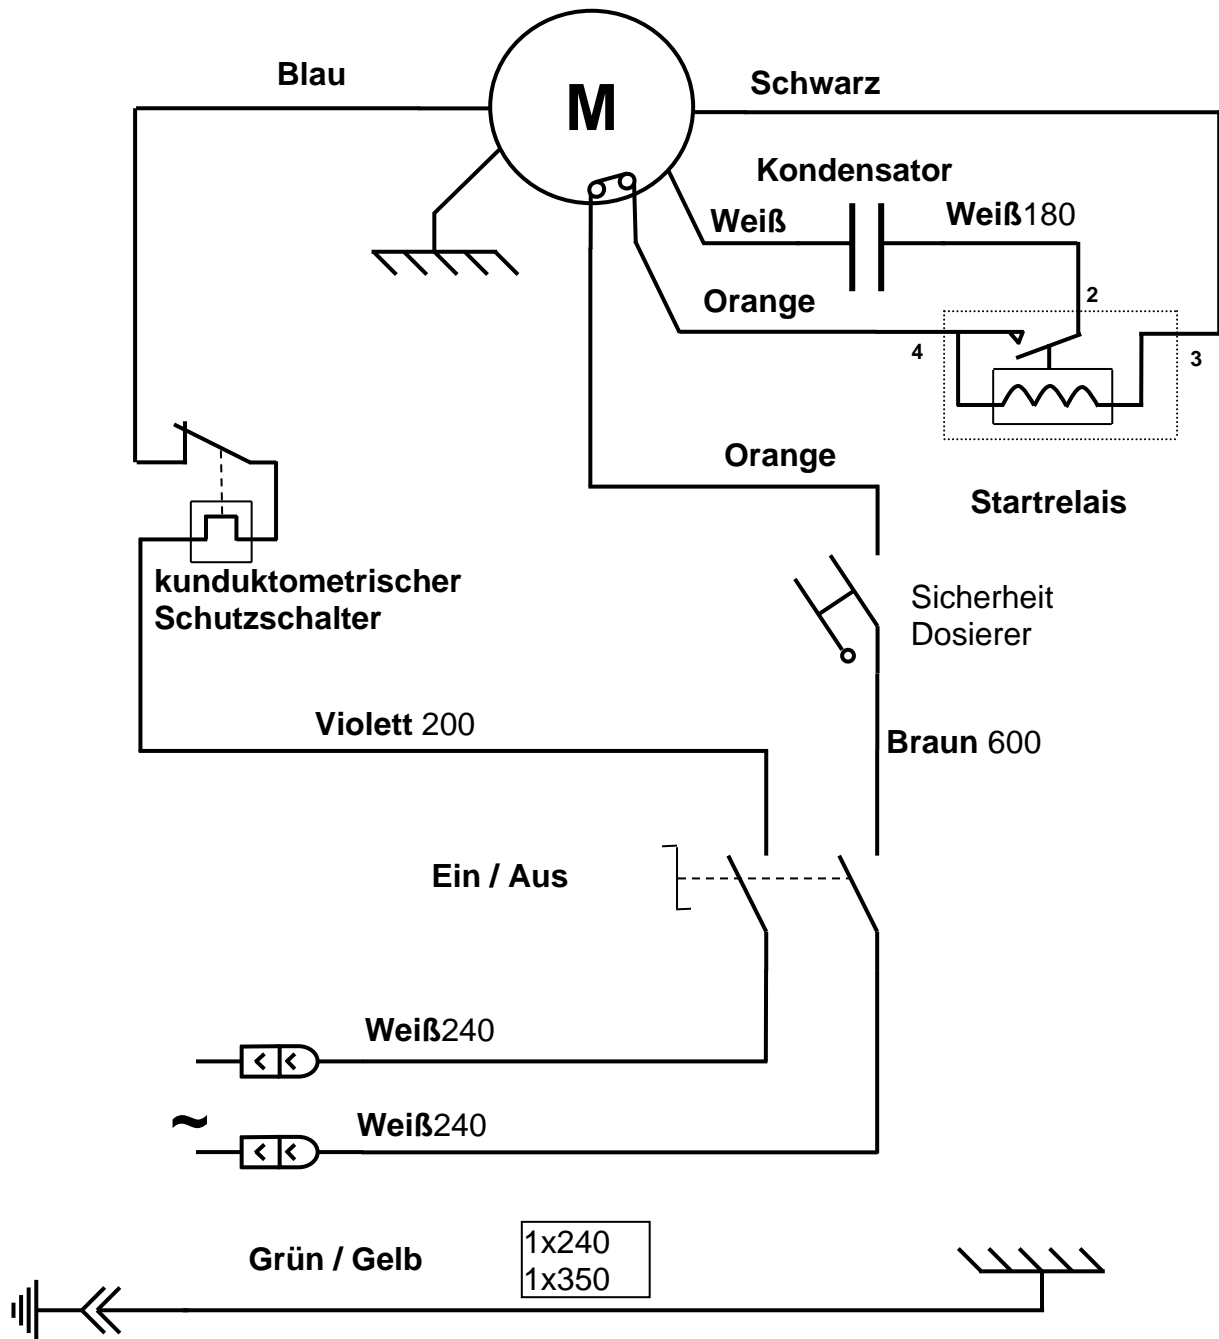 Blau
M
Schwarz
Kondensator
Weiß
Weiß180
Orange
2
4
3
Orange
Startrelais
kunduktometrischer
Schutzschalter
Sicherheit
Dosierer
Violett 200
Braun 600
Ein / Aus
Weiß240
~
Weiß240
Grün / Gelb
1x240
1x350